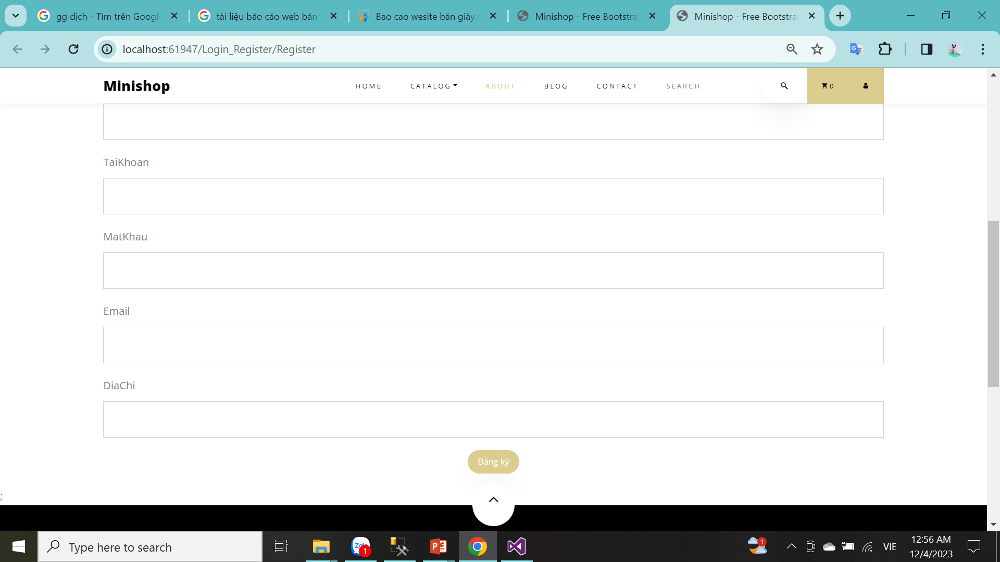 gg dịch - Tìm trên Google
tài liệu báo cáo web bán
Bao cao wesite bán giày.
Minishop - Free Bootstra
Minishop - Free Bootstra
localhost:61947/Login_Register/Register
Minishop
HOME
CATALOG
ABOUT
BLOG
CONTACT
SEARCH
0
TaiKhoan
MatKhau
Email
DiaChi
Đăng ký
;
Type here to search
Zalo
1
1
VIE
12:56 AM
12/4/2023